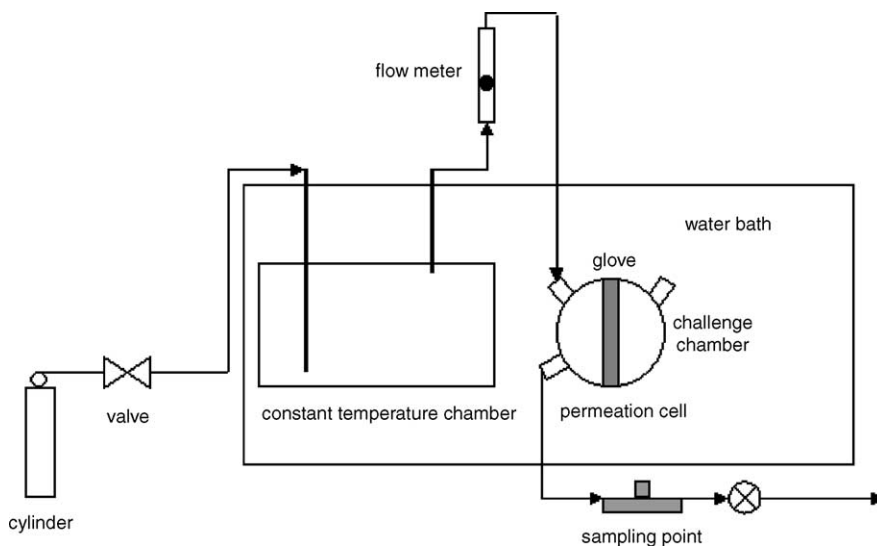 flow meter
water bath
glove
challenge
chamber
valve
constant temperature chamber
permeation cell
cylinder
sampling point